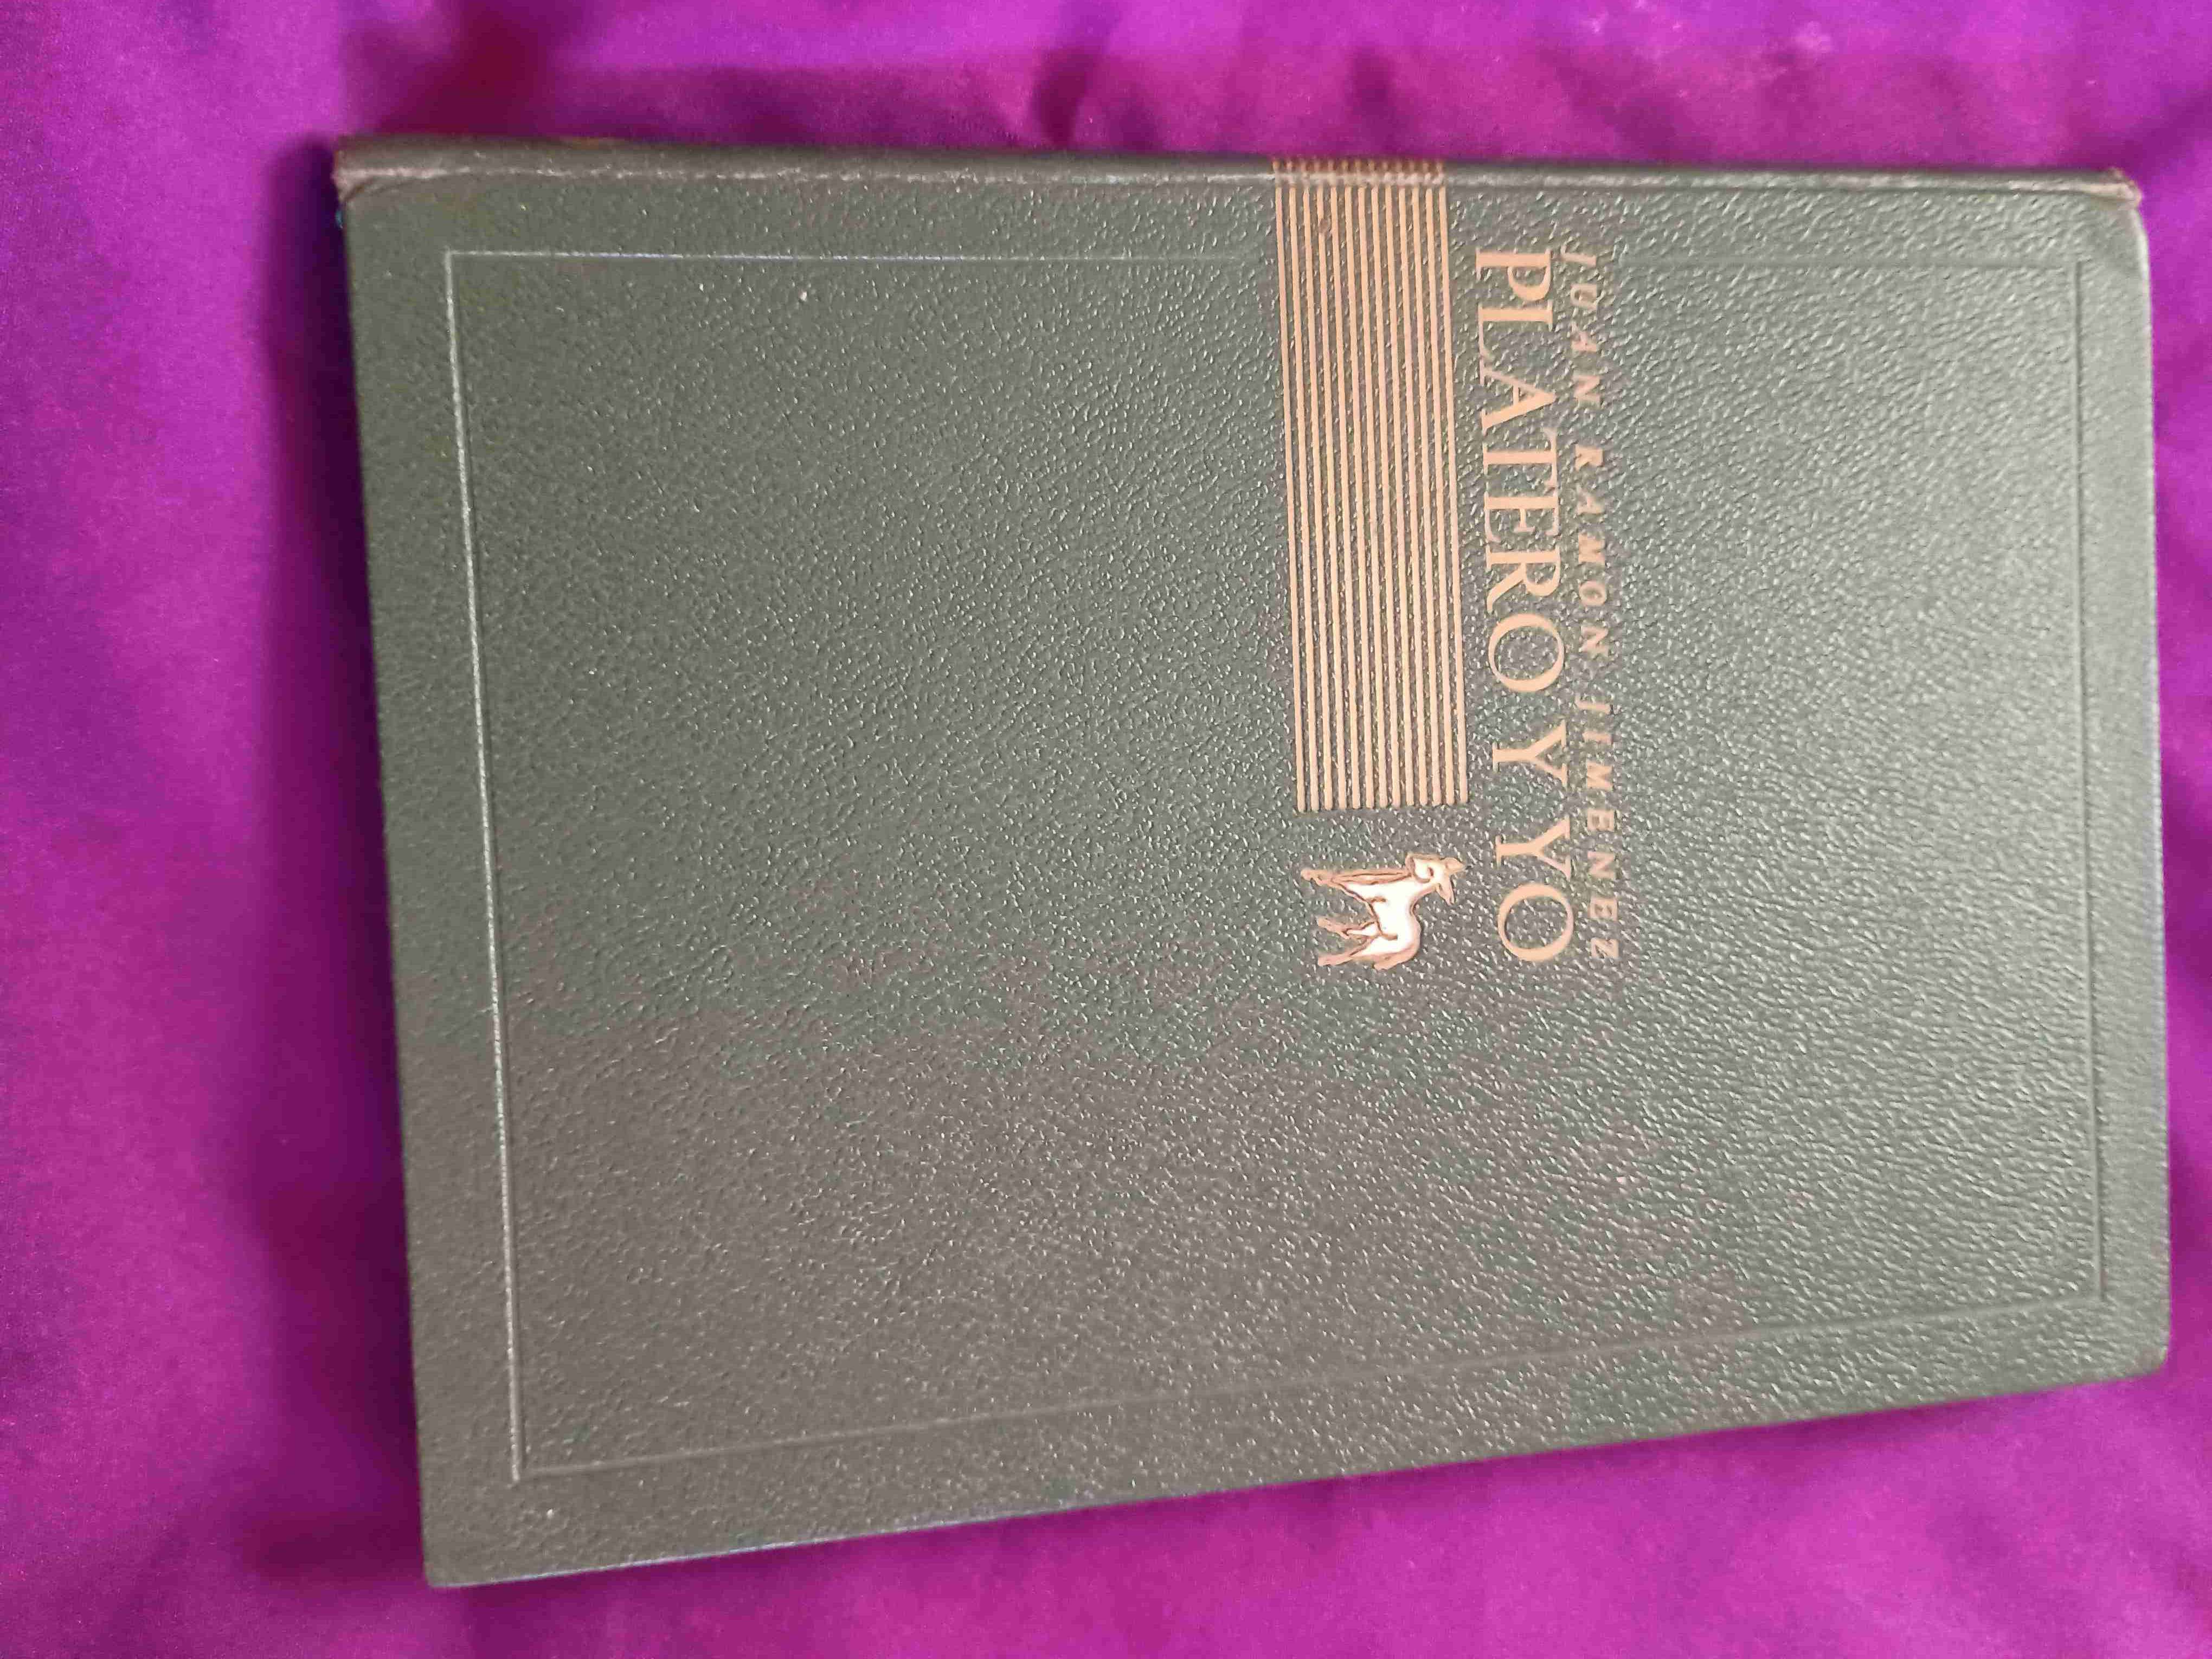 JUAN RAMON JIMENEZ
PLATERO Y YO